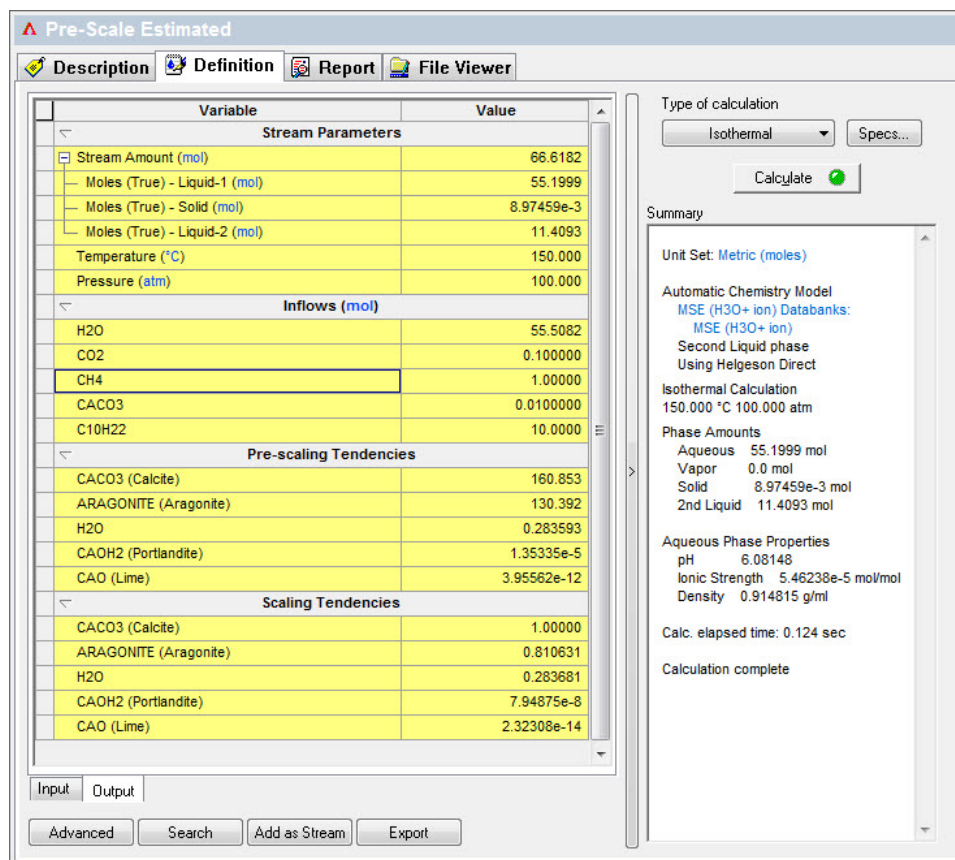 Pre-Scale Estimated
Description Definition Report File Viewer
Variable Value
Stream Parameters
Stream Amount (mol) 66.6182
Moles (True) - Liquid-1 (mol) 55.1999
Moles (True) - Solid (mol) 8.97459e-3
Moles (True) - Liquid-2 (mol) 11.4093
Temperature (°C) 150.000
Pressure (atm) 100.000
Inflows (mol)
H2O 55.5082
CO2 0.100000
CH4 1.00000
CACO3 0.0100000
C10H22 10.0000
Pre-scaling Tendencies
CACO3 (Calcite) 160.853
ARAGONITE (Aragonite) 130.392
H2O 0.283593
CAOH2 (Portlandite) 1.35335e-5
CAO (Lime) 3.95562e-12
Scaling Tendencies
CACO3 (Calcite) 1.00000
ARAGONITE (Aragonite) 0.810631
H2O 0.283681
CAOH2 (Portlandite) 7.94875e-8
CAO (Lime) 2.32308e-14
Input Output
Advanced Search Add as Stream Export
Type of calculation
Isothermal Specs...
Calculate
Summary
Unit Set: Metric (moles)
Automatic Chemistry Model
MSE (H3O+ ion) Databanks:
MSE (H3O+ ion)
Second Liquid phase
Using Helgeson Direct
Isothermal Calculation
150.000 °C 100.000 atm
Phase Amounts
Aqueous 55.1999 mol
Vapor 0.0 mol
Solid 8.97459e-3 mol
2nd Liquid 11.4093 mol
Aqueous Phase Properties
pH 6.08148
Ionic Strength 5.46238e-5 mol/mol
Density 0.914815 g/ml
Calc. elapsed time: 0.124 sec
Calculation complete